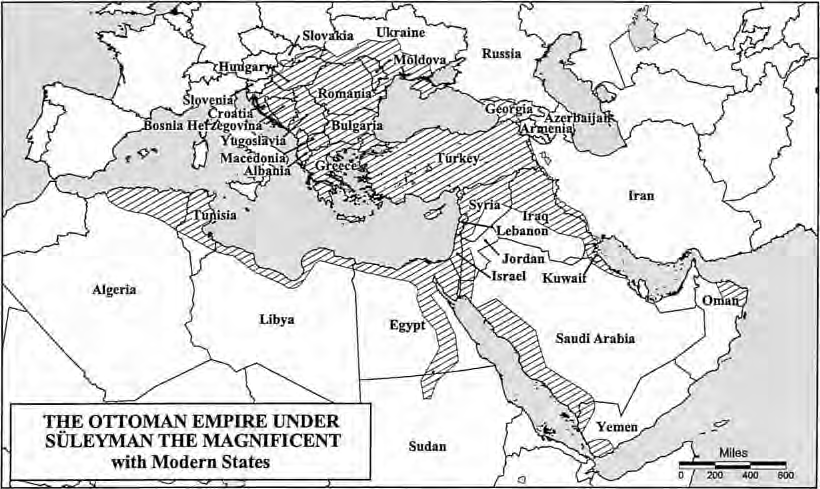 Slovakia
Ukraine
Russia
Hungary
Moldova
Romania
Slovenia
Croatia
Bosnia Herzegovina
Yugoslavia
Macedonia
Albania
Bulgaria
Greece
Turkey
Georgia
Azerbaijan
Armenia
Iran
Syria
Iraq
Lebanon
Jordan
Israel
Kuwait
Tunisia
Algeria
Libya
Egypt
Saudi Arabia
Oman
Yemen
Sudan
THE OTTOMAN EMPIRE UNDER
SÜLEYMAN THE MAGNIFICENT
with Modern States
Miles
0 200 400 600